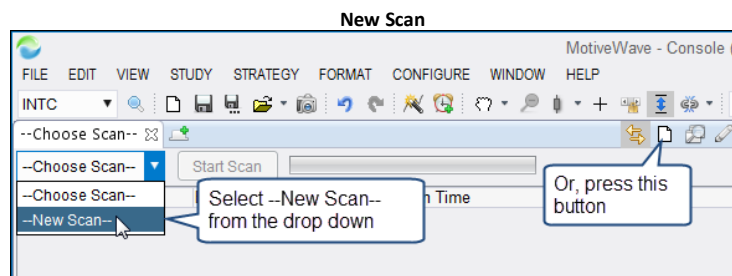 New Scan
MotiveWave - Console (
FILE EDIT VIEW STUDY STRATEGY FORMAT CONFIGURE WINDOW HELP
INTC
--Choose Scan--
--Choose Scan-- Start Scan
--Choose Scan-- Time
--New Scan--
Select --New Scan--
from the drop down
Or, press this
button